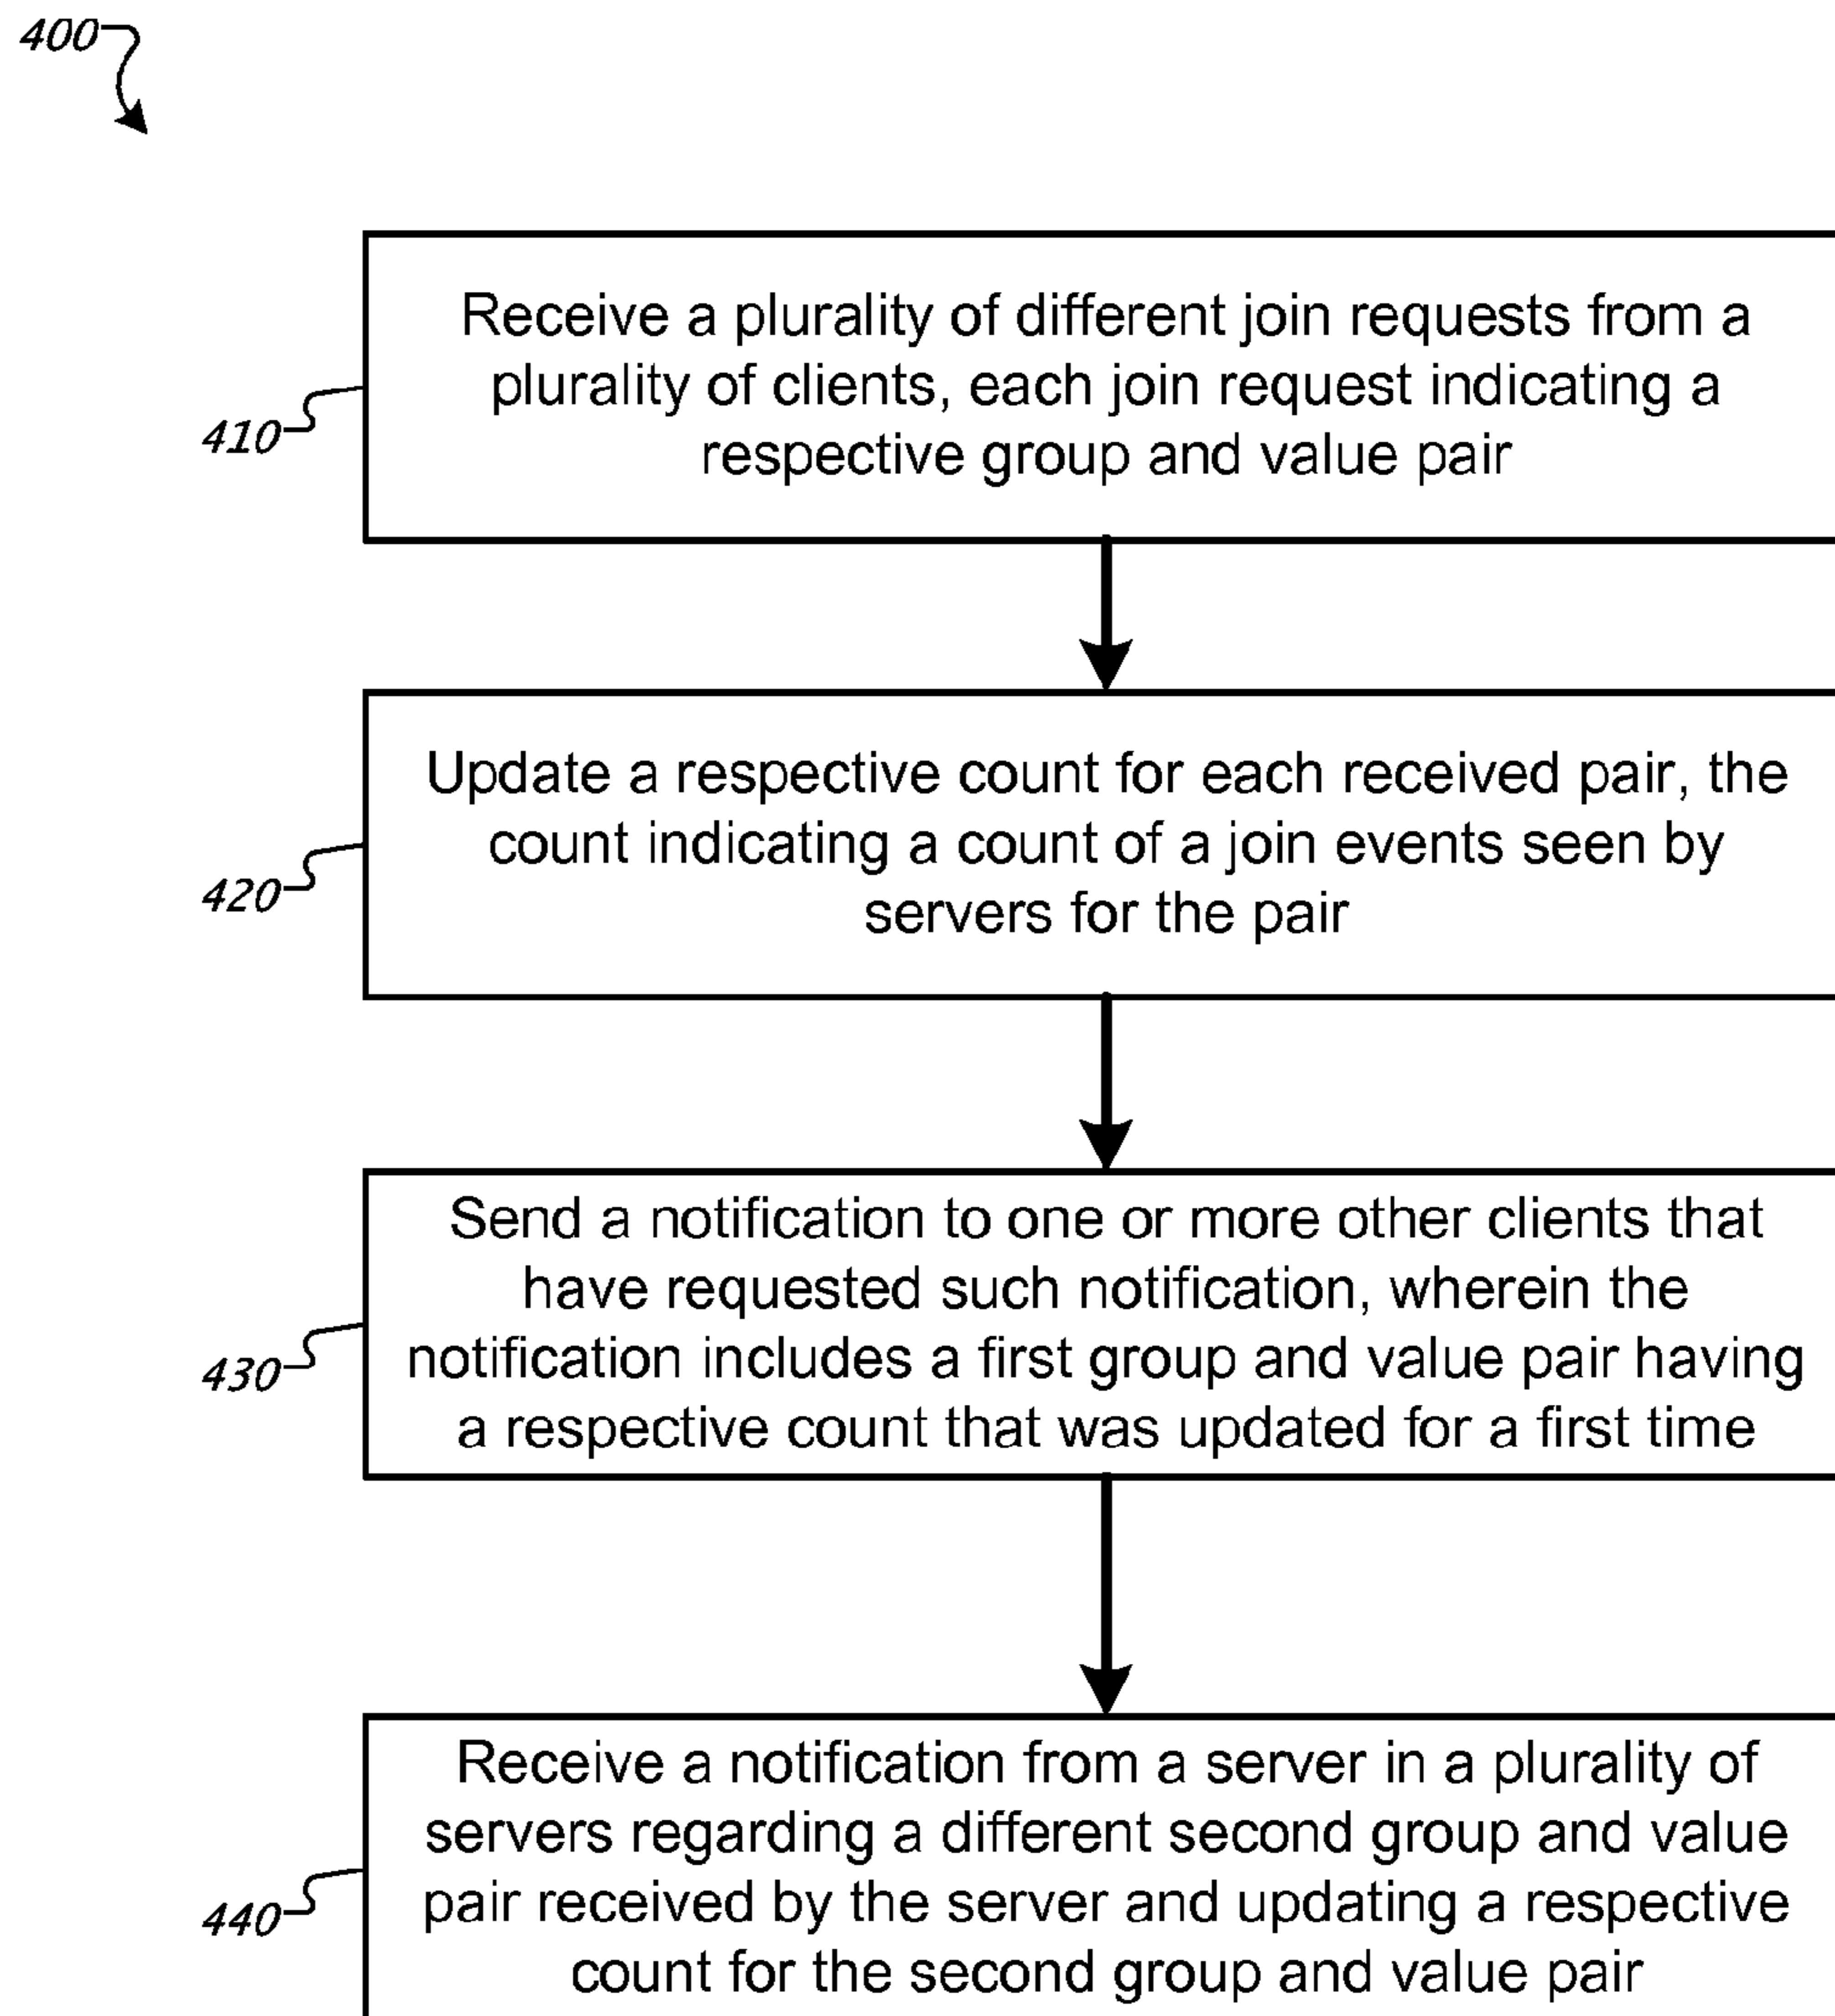 400
Receive a plurality of different join requests from a
plurality of clients, each join request indicating a
respective group and value pair
410
Update a respective count for each received pair, the
count indicating a count of a join events seen by
servers for the pair
420
Send a notification to one or more other clients that
have requested such notification, wherein the
notification includes a first group and value pair having
a respective count that was updated for a first time
430
Receive a notification from a server in a plurality of
servers regarding a different second group and value
pair received by the server and updating a respective
count for the second group and value pair
440